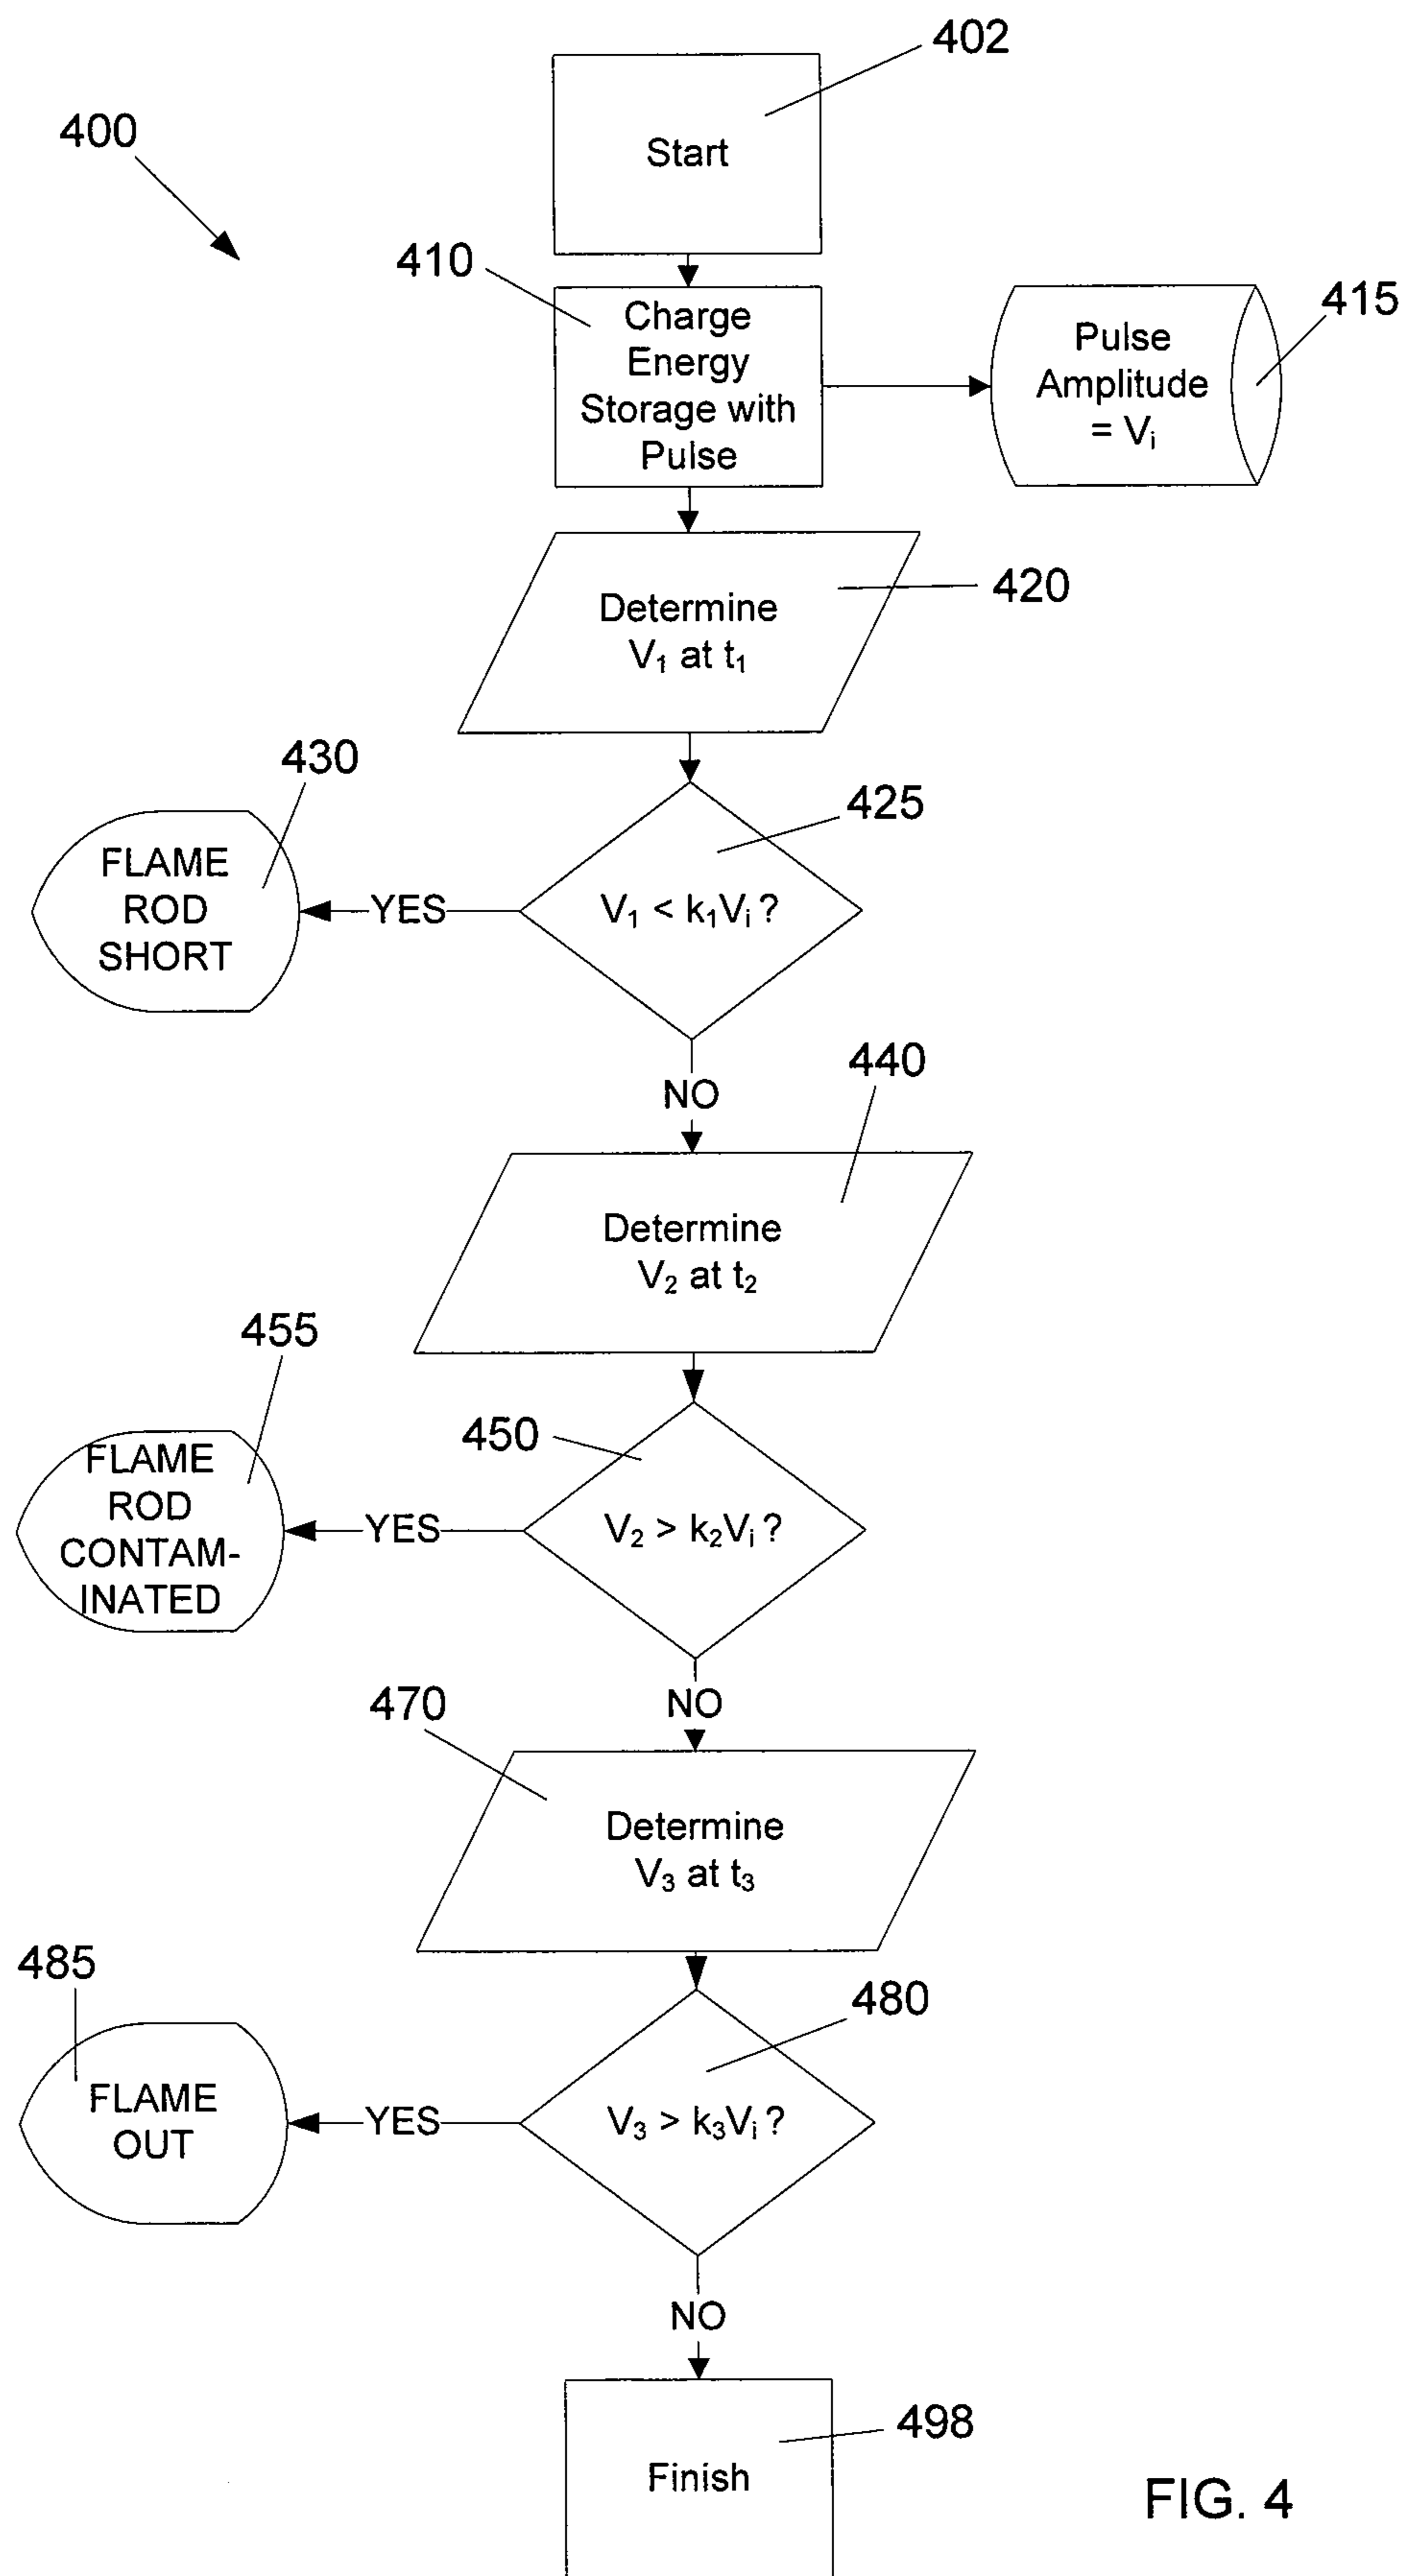 402
400
Start
410
Charge
Energy
Storage with
Pulse
Pulse
Amplitude
= Vᵢ
415
Determine
V₁ at t₁
420
430
425
FLAME
ROD
SHORT
YES
V₁ < k₁Vᵢ ?
NO
440
Determine
V₂ at t₂
455
450
FLAME
ROD
CONTAM-
INATED
YES
V₂ > k₂Vᵢ ?
NO
470
Determine
V₃ at t₃
485
480
FLAME
OUT
YES
V₃ > k₃Vᵢ ?
NO
498
Finish
FIG. 4